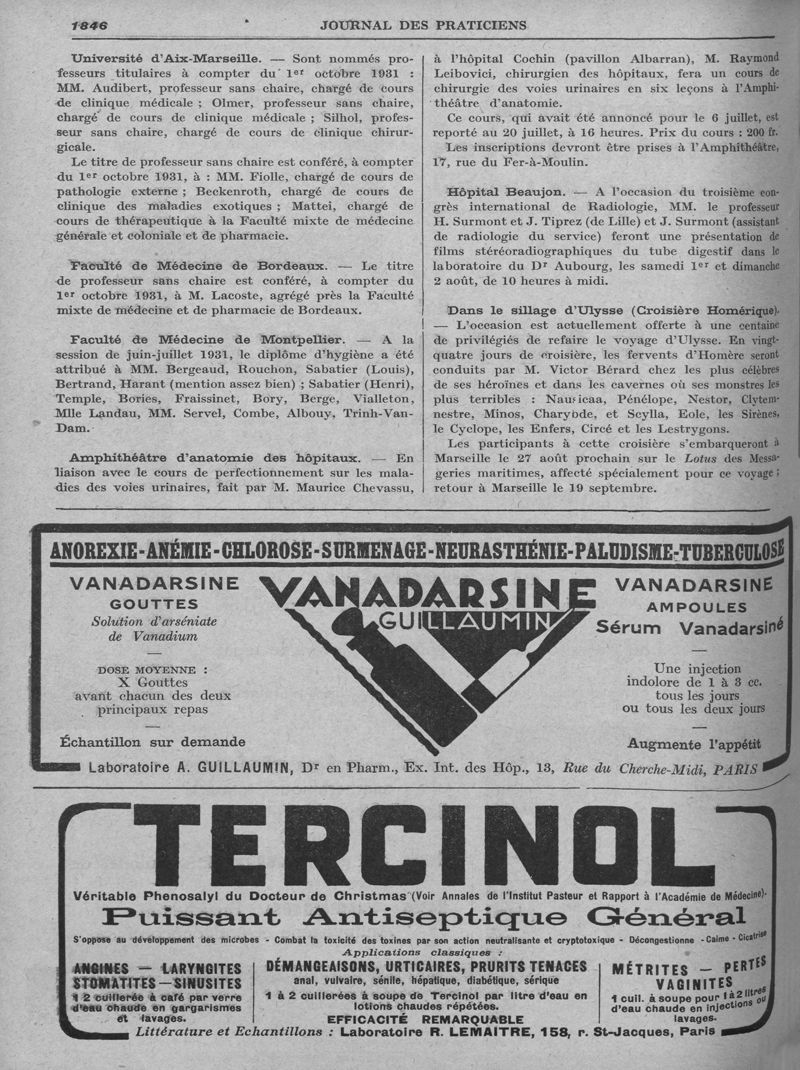 1846
JOURNAL DES PRATICIENS
Université d'Aix-Marseille. — Sont nommés pro-
fesseurs titulaires à compter du 1er octobre 1931 :
MM. Audibert, professeur sans chaire, chargé de cours
de clinique médicale ; Olmer, professeur sans chaire,
chargé de cours de clinique médicale ; Silhol, profes-
seur sans chaire, chargé de cours de clinique chirur-
gicale.
Le titre de professeur sans chaire est conféré, à compter
du 1er octobre 1931, à : MM. Fiolle, chargé de cours de
pathologie externe ; Beckenroth, chargé de cours de
clinique des maladies exotiques ; Mattei, chargé de
cours de thérapeutique à la Faculté mixte de médecine
générale et coloniale et de pharmacie.
Faculté de Médecine de Bordeaux. — Le titre
de professeur sans chaire est conféré, à compter du
1er octobre 1931, à M. Lacoste, agrégé près la Faculté
mixte de médecine et de pharmacie de Bordeaux.
Faculté de Médecine de Montpellier. — A la
session de juin-juillet 1931, le diplôme d'hygiène a été
attribué à MM. Bergeaud, Rouchon, Sabatier (Louis),
Bertrand, Harant (mention assez bien) ; Sabatier (Henri),
Temple, Bories, Fraissinet, Bory, Berge, Vialleton,
Mlle Landau, MM. Servel, Combe, Albouy, Trinh-Van-
Dam.
Amphithéâtre d'anatomie des hôpitaux. — En
liaison avec le cours de perfectionnement sur les mala-
dies des voies urinaires, fait par M. Maurice Chevassu,
à l'hôpital Cochin (pavillon Albarran), M. Raymond
Leibovici, chirurgien des hôpitaux, fera un cours de
chirurgie des voies urinaires en six leçons à l'Amphi-
théâtre d'anatomie.
Ce cours, qui avait été annoncé pour le 6 juillet, est
reporté au 20 juillet, à 16 heures. Prix du cours : 200 fr.
Les inscriptions devront être prises à l'Amphithéâtre,
17, rue du Fer-à-Moulin.
Hôpital Beaujon. — A l'occasion du troisième con-
grès international de Radiologie, MM. le professeur
H. Surmont et J. Tiprez (de Lille) et J. Surmont (assistant
de radiologie du service) feront une présentation de
films stéréoradiographiques du tube digestif dans le
laboratoire du Dr Aubourg, les samedi 1er et dimanche
2 août, de 10 heures à midi.
Dans le sillage d'Ulysse (Croisière Homérique).
— L'occasion est actuellement offerte à une centaine
de privilégiés de refaire le voyage d'Ulysse. En vingt-
quatre jours de croisière, les fervents d'Homère seront
conduits par M. Victor Bérard chez les plus célèbres
de ses héroïnes et dans les cavernes où ses monstres les
plus terribles : Nausicaa, Pénélope, Nestor, Clytem-
nestre, Minos, Charybde, et Scylla, Eole, les Sirènes,
le Cyclope, les Enfers, Circé et les Lestrygons.
Les participants à cette croisière s'embarqueront à
Marseille le 27 août prochain sur le Lotus des Messa-
geries maritimes, affecté spécialement pour ce voyage ;
retour à Marseille le 19 septembre.
ANOREXIE-ANÉMIE-CHLOROSE-SURMENAGE-NEURASTHÉNIE-PALUDISME-TUBERCULOSE
VANADARSINE
GOUTTES
Solution d'arséniate
de Vanadium
DOSE MOYENNE :
X Gouttes
avant chacun des deux
principaux repas
Échantillon sur demande
VANADARSINE
GUILLAUMIN
VANADARSINE
AMPOULES
Sérum Vanadarsiné
Une injection
indolore de 1 à 3 cc.
tous les jours
ou tous les deux jours
Augmente l'appétit
Laboratoire A. GUILLAUMIN, Dr en Pharm., Ex. Int. des Hôp., 13, Rue du Cherche-Midi, PARIS
TERCINOL
Véritable Phenosalyl du Docteur de Christmas (Voir Annales de l'Institut Pasteur et Rapport à l'Académie de Médecine).
Puissant Antiseptique Général
S'oppose au développement des microbes - Combat la toxicité des toxines par son action neutralisante et cryptotoxique - Décongestionne - Calme - Cicatrise
Applications classiques :
ANGINES — LARYNGITES
STOMATITES — SINUSITES
1 2 cuillerée à café par verre
d'eau chaude en gargarismes
et lavages.
DÉMANGEAISONS, URTICAIRES, PRURITS TENACES
anal, vulvaire, sénile, hépatique, diabétique, sérique
1 à 2 cuillerées à soupe de Tercinol par litre d'eau en
lotions chaudes répétées.
EFFICACITÉ REMARQUABLE
MÉTRITES — PERTES
VAGINITES
1 cuil. à soupe pour 1 à 2 litres
d'eau chaude en injections ou
lavages.
Littérature et Echantillons : Laboratoire R. LEMAITRE, 158, r. St-Jacques, Paris